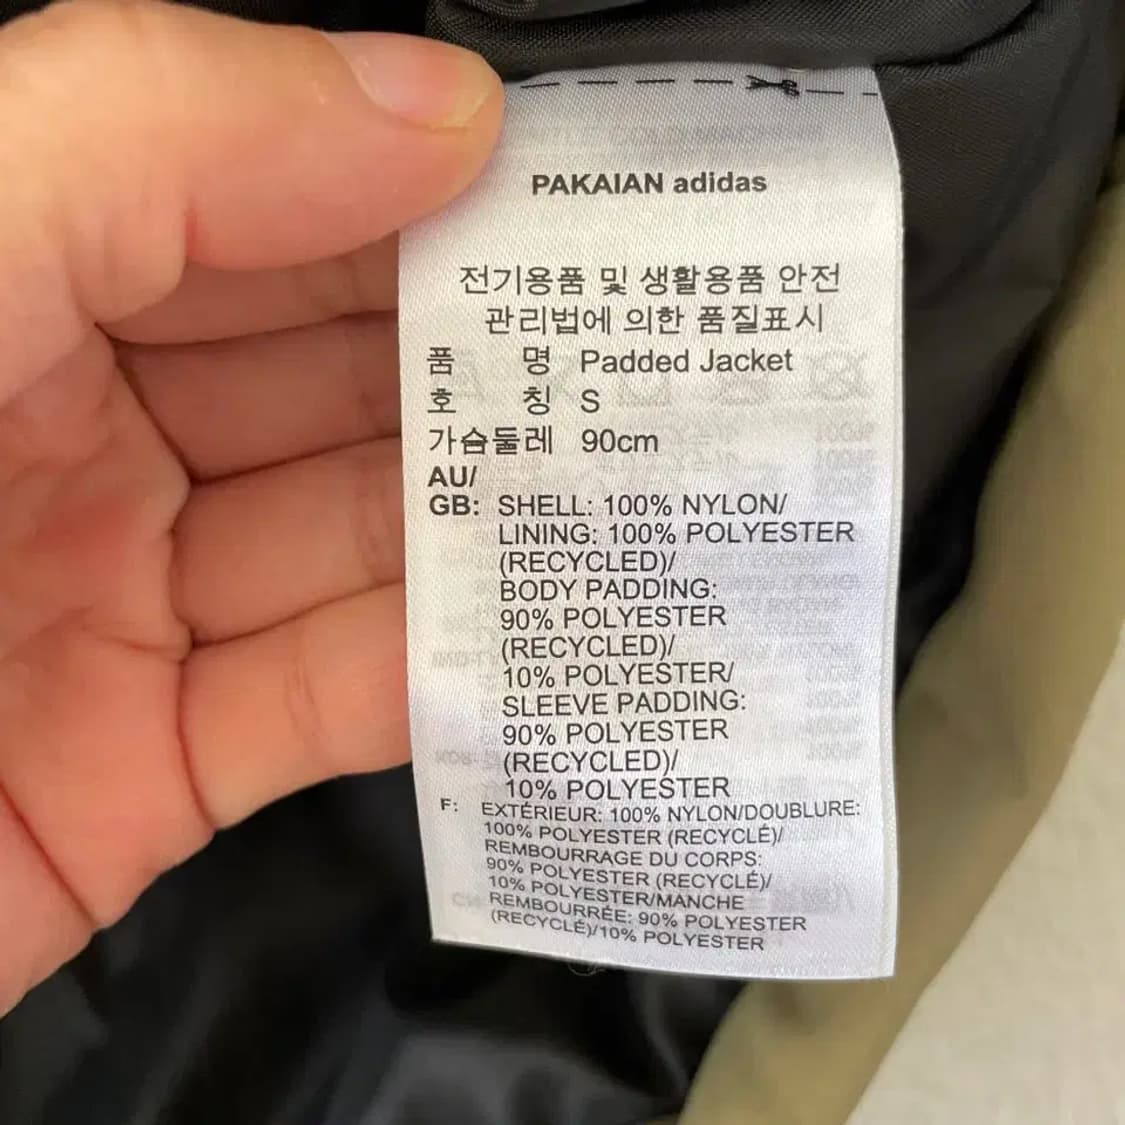 PAKAIAN adidas
전기용품 및 생활용품 안전
관리법에 의한 품질표시
품 명 Padded Jacket
호 칭 S
가슴둘레 90cm
AU/
GB: SHELL: 100% NYLON/
LINING: 100% POLYESTER
(RECYCLED)/
BODY PADDING:
90% POLYESTER
(RECYCLED)/
10% POLYESTER/
SLEEVE PADDING:
90% POLYESTER
(RECYCLED)/
10% POLYESTER
F: EXTÉRIEUR: 100% NYLON/DOUBLURE:
100% POLYESTER (RECYCLÉ)/
REMBOURRAGE DU CORPS:
90% POLYESTER (RECYCLÉ)/
10% POLYESTER/MANCHE
REMBOURRÉE: 90% POLYESTER
(RECYCLÉ)/10% POLYESTER